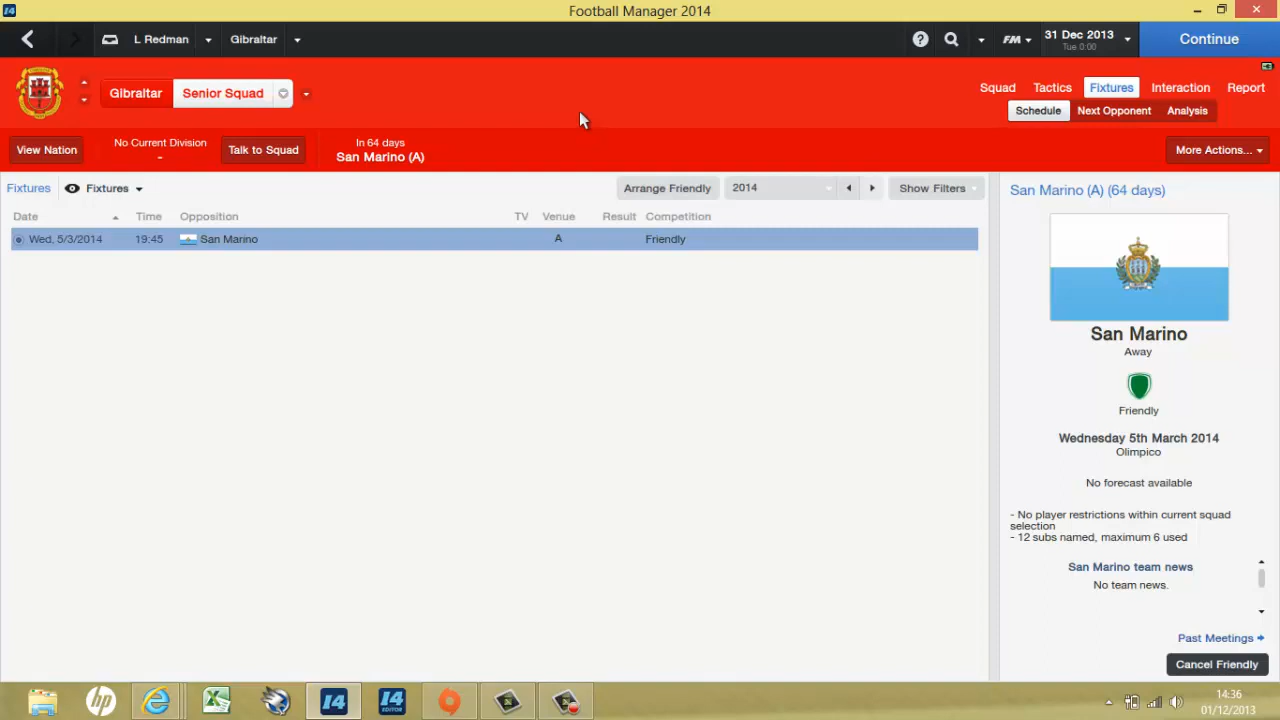 Football Manager 2014
L Redman
Gibraltar
FM
31 Dec 2013
Tue 0:00
Continue
Gibraltar
Senior Squad
Squad
Tactics
Fixtures
Interaction
Report
Schedule
Next Opponent
Analysis
View Nation
No Current Division
-
Talk to Squad
In 64 days
San Marino (A)
More Actions...
Fixtures
Fixtures
Arrange Friendly
2014
Show Filters
Date
Time
Opposition
TV
Venue
Result
Competition
Wed, 5/3/2014
19:45
San Marino
A
Friendly
San Marino (A) (64 days)
San Marino
Away
Friendly
Wednesday 5th March 2014
Olimpico
No forecast available
- No player restrictions within current squad
selection
- 12 subs named, maximum 6 used
San Marino team news
No team news.
Past Meetings
Cancel Friendly
14:36
01/12/2013